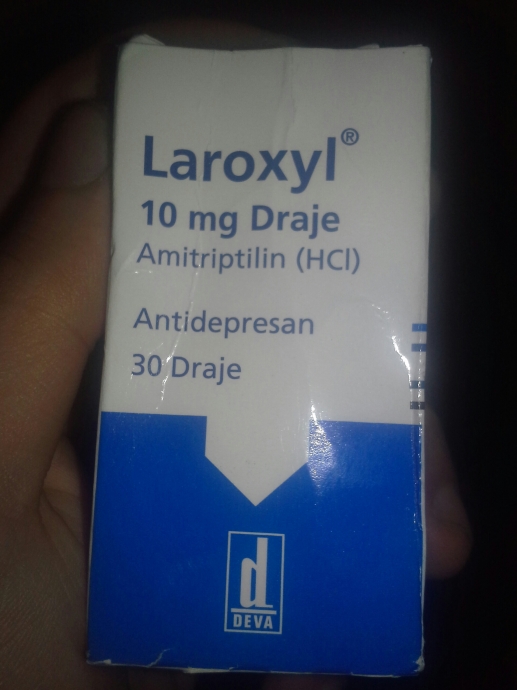 Laroxyl®
10 mg Draje
Amitriptilin (HCl)
Antidepresan
30 Draje
d
DEVA